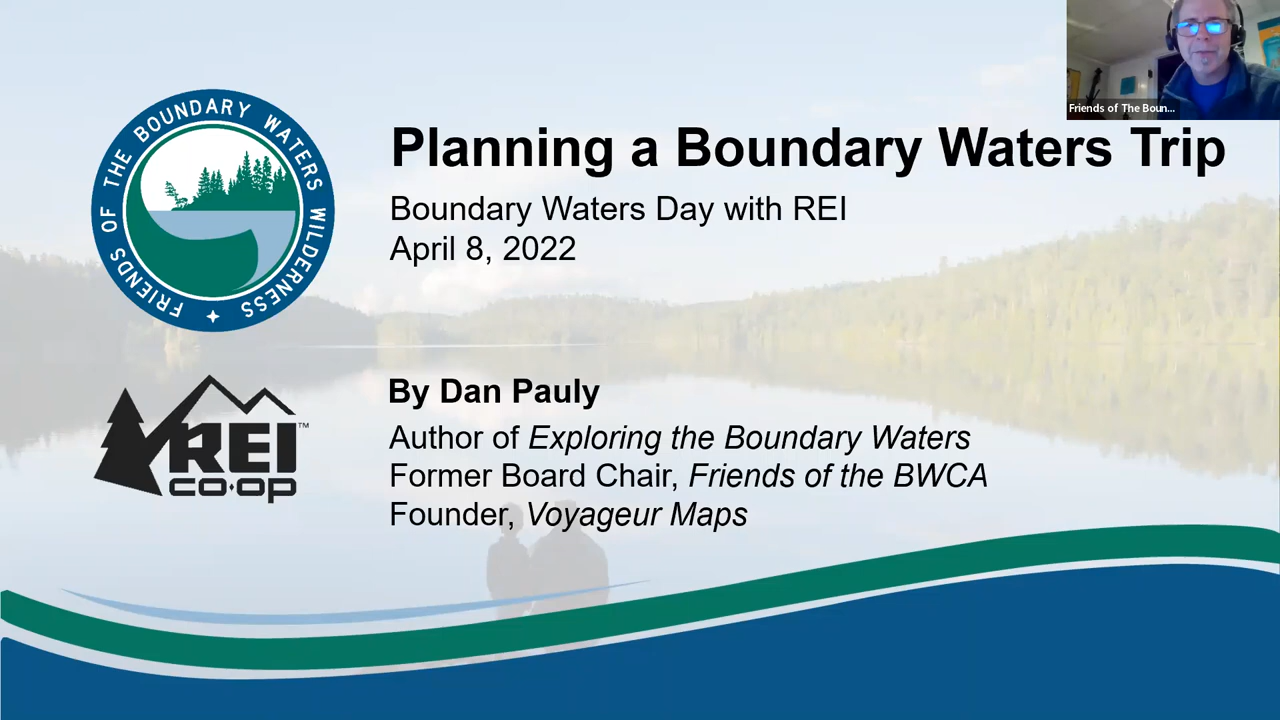 Friends of The Boun...
FRIENDS OF THE BOUNDARY WATERS WILDERNESS
Planning a Boundary Waters Trip
Boundary Waters Day with REI
April 8, 2022
REI™
co·op
By Dan Pauly
Author of Exploring the Boundary Waters
Former Board Chair, Friends of the BWCA
Founder, Voyageur Maps